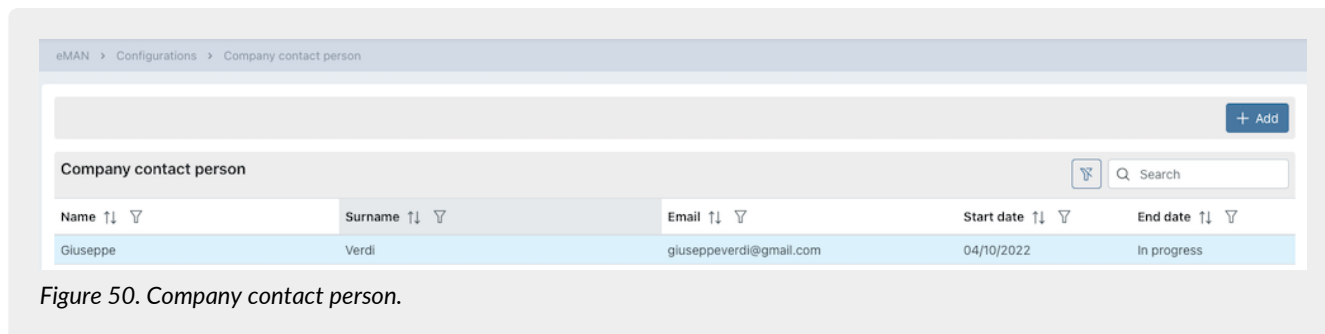 eMAN > Configurations > Company contact person
+ Add
Company contact person
Search
Name Surname Email Start date End date
Giuseppe Verdi giuseppeverdi@gmail.com 04/10/2022 In progress
Figure 50. Company contact person.